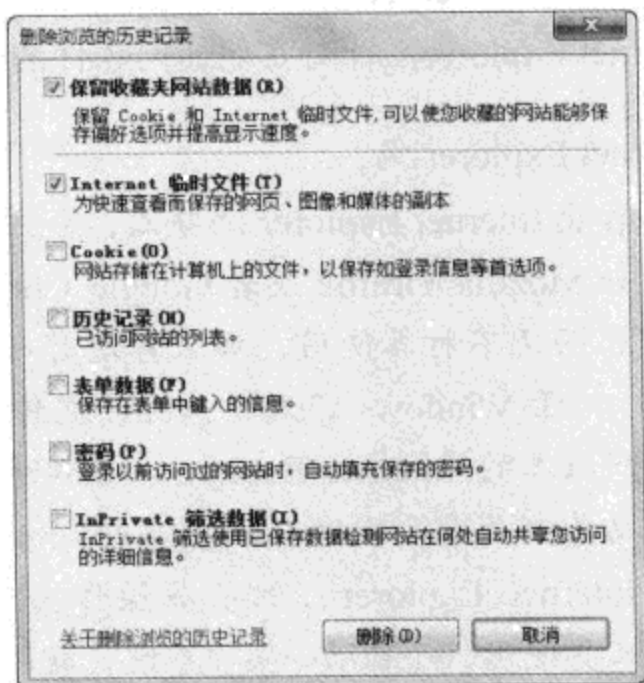 删除浏览的历史记录
保留收藏夹网站数据(R)
保留 Cookie 和 Internet 临时文件,可以使您收藏的网站能够保
存偏好选项并提高显示速度。
Internet 临时文件(T)
为快速查看而保存的网页、图像和媒体的副本
Cookie(O)
网站存储在计算机上的文件，以保存如登录信息等首选项。
历史记录(H)
已访问网站的列表。
表单数据(F)
保存在表单中键入的信息。
密码(P)
登录以前访问过的网站时，自动填充保存的密码。
InPrivate 筛选数据(I)
InPrivate 筛选使用已保存数据检测网站在何处自动共享您访问
的详细信息。
关于删除浏览的历史记录 删除(D) 取消